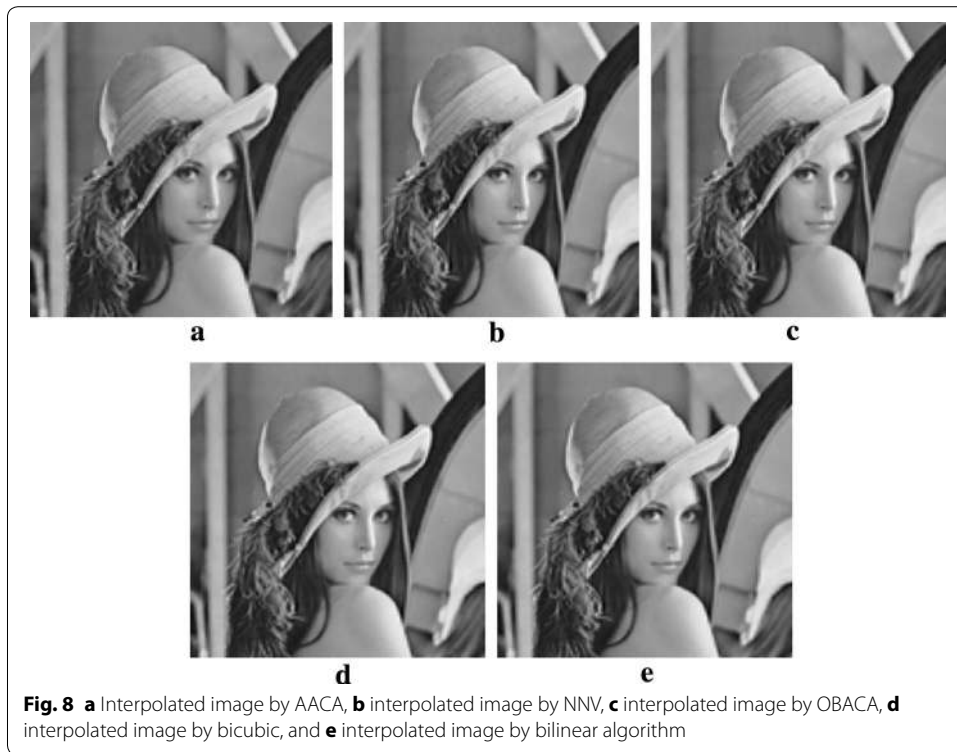 a
b
c
d
e
Fig. 8 a Interpolated image by AACA, b interpolated image by NNV, c interpolated image by OBACA, d
interpolated image by bicubic, and e interpolated image by bilinear algorithm